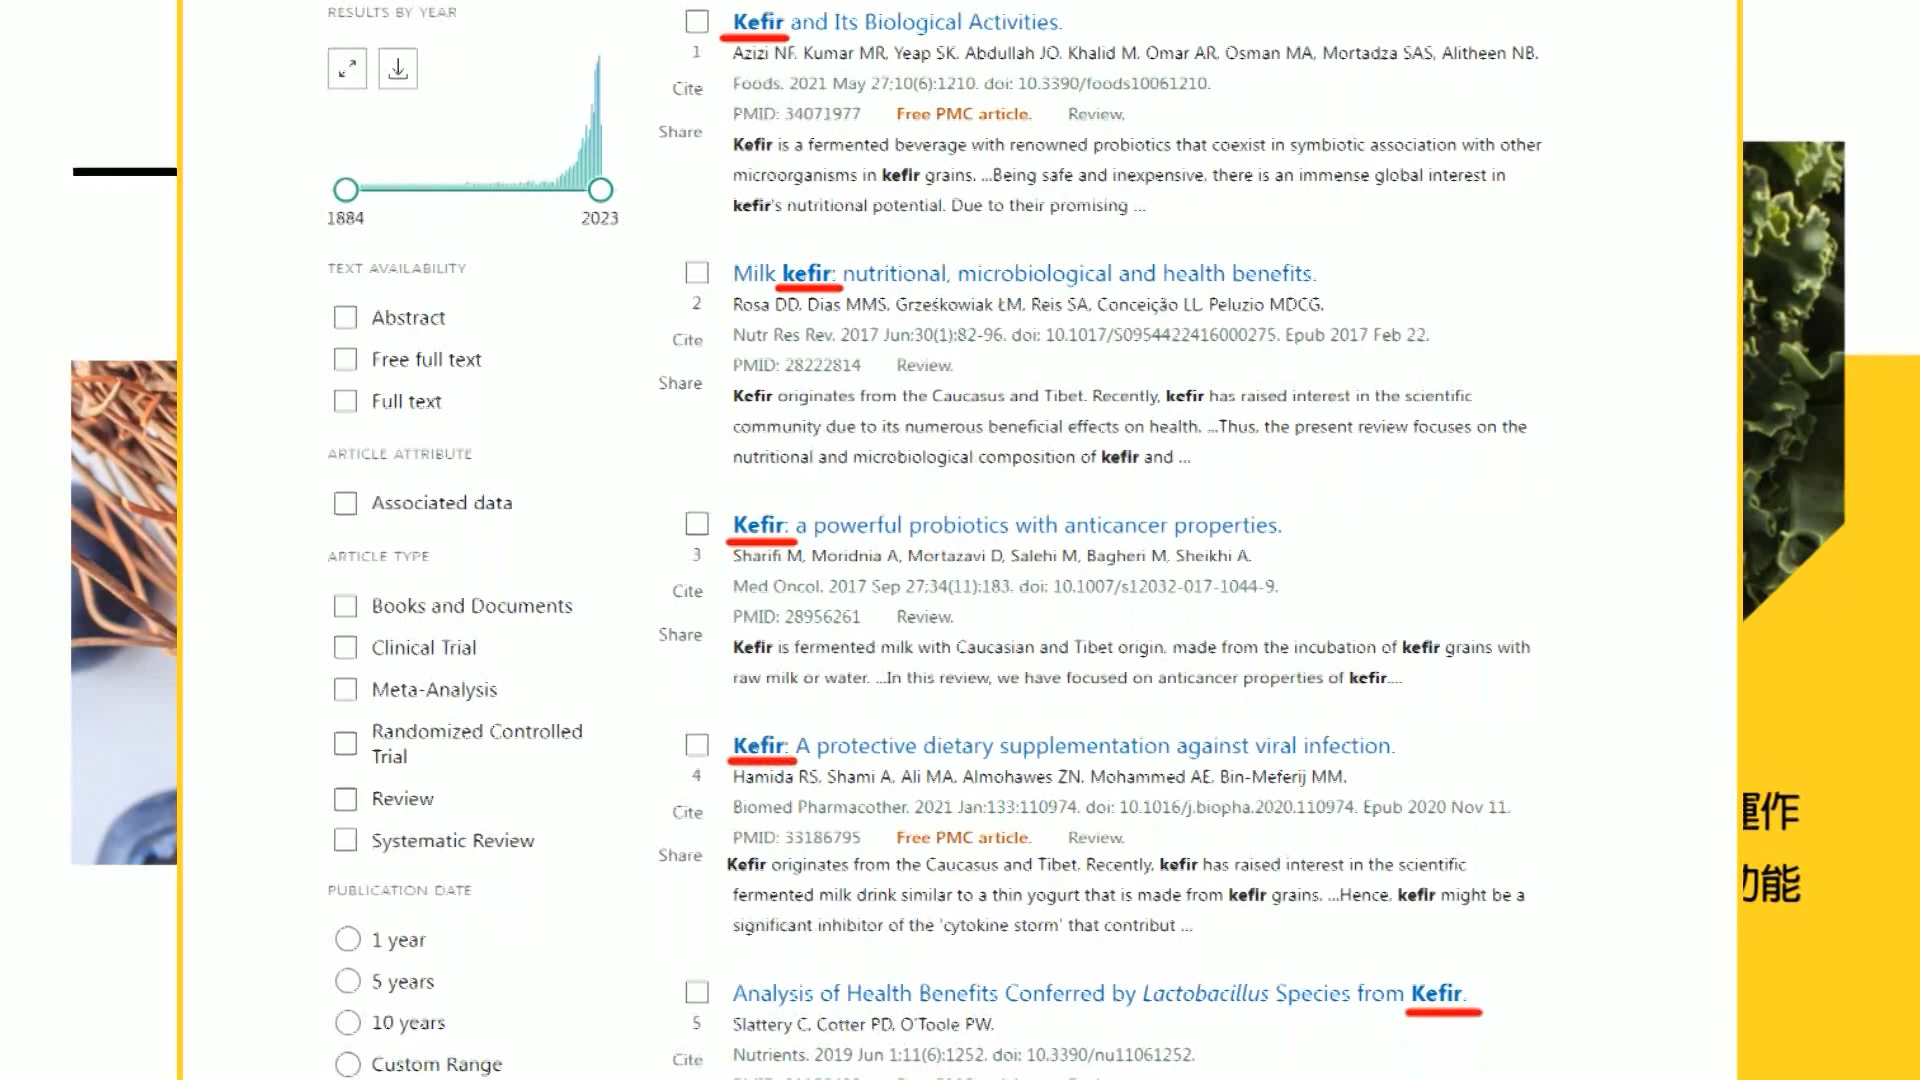 RESULTS BY YEAR
1884
2023
TEXT AVAILABILITY
Abstract
Free full text
Full text
ARTICLE ATTRIBUTE
Associated data
ARTICLE TYPE
Books and Documents
Clinical Trial
Meta-Analysis
Randomized Controlled
Trial
Review
Systematic Review
PUBLICATION DATE
1 year
5 years
10 years
Custom Range
Kefir and Its Biological Activities.
1
Azizi NF, Kumar MR, Yeap SK, Abdullah JO, Khalid M, Omar AR, Osman MA, Mortadza SAS, Alitheen NB.
Cite
Foods. 2021 May 27;10(6):1210. doi: 10.3390/foods10061210.
PMID: 34071977 Free PMC article. Review.
Share
Kefir is a fermented beverage with renowned probiotics that coexist in symbiotic association with other
microorganisms in kefir grains. ...Being safe and inexpensive, there is an immense global interest in
kefir's nutritional potential. Due to their promising ...
Milk kefir: nutritional, microbiological and health benefits.
2
Rosa DD, Dias MMS, Grześkowiak ŁM, Reis SA, Conceição LL, Peluzio MDCG.
Cite
Nutr Res Rev. 2017 Jun;30(1):82-96. doi: 10.1017/S0954422416000275. Epub 2017 Feb 22.
PMID: 28222814 Review.
Share
Kefir originates from the Caucasus and Tibet. Recently, kefir has raised interest in the scientific
community due to its numerous beneficial effects on health. ...Thus, the present review focuses on the
nutritional and microbiological composition of kefir and ...
Kefir: a powerful probiotics with anticancer properties.
3
Sharifi M, Moridnia A, Mortazavi D, Salehi M, Bagheri M, Sheikhi A.
Cite
Med Oncol. 2017 Sep 27;34(11):183. doi: 10.1007/s12032-017-1044-9.
PMID: 28956261 Review.
Share
Kefir is fermented milk with Caucasian and Tibet origin, made from the incubation of kefir grains with
raw milk or water. ...In this review, we have focused on anticancer properties of kefir....
Kefir: A protective dietary supplementation against viral infection.
4
Hamida RS, Shami A, Ali MA, Almohawes ZN, Mohammed AE, Bin-Meferij MM.
Cite
Biomed Pharmacother. 2021 Jan;133:110974. doi: 10.1016/j.biopha.2020.110974. Epub 2020 Nov 11.
PMID: 33186795 Free PMC article. Review.
Share
Kefir originates from the Caucasus and Tibet. Recently, kefir has raised interest in the scientific
fermented milk drink similar to a thin yogurt that is made from kefir grains. ...Hence, kefir might be a
significant inhibitor of the 'cytokine storm' that contribut ...
Analysis of Health Benefits Conferred by Lactobacillus Species from Kefir.
5
Slattery C, Cotter PD, O'Toole PW.
Cite
Nutrients. 2019 Jun 1;11(6):1252. doi: 10.3390/nu11061252.
運作
功能